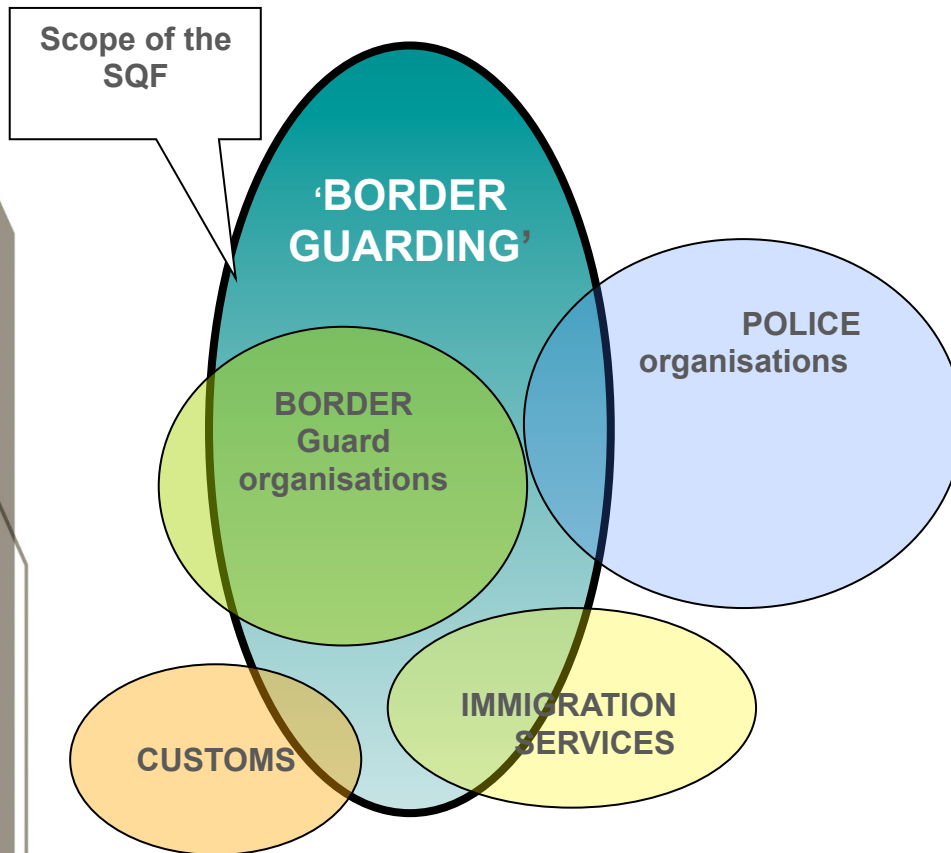 Scope of the
SQF
‘BORDER
GUARDING’
POLICE
organisations
BORDER
Guard
organisations
IMMIGRATION
SERVICES
CUSTOMS